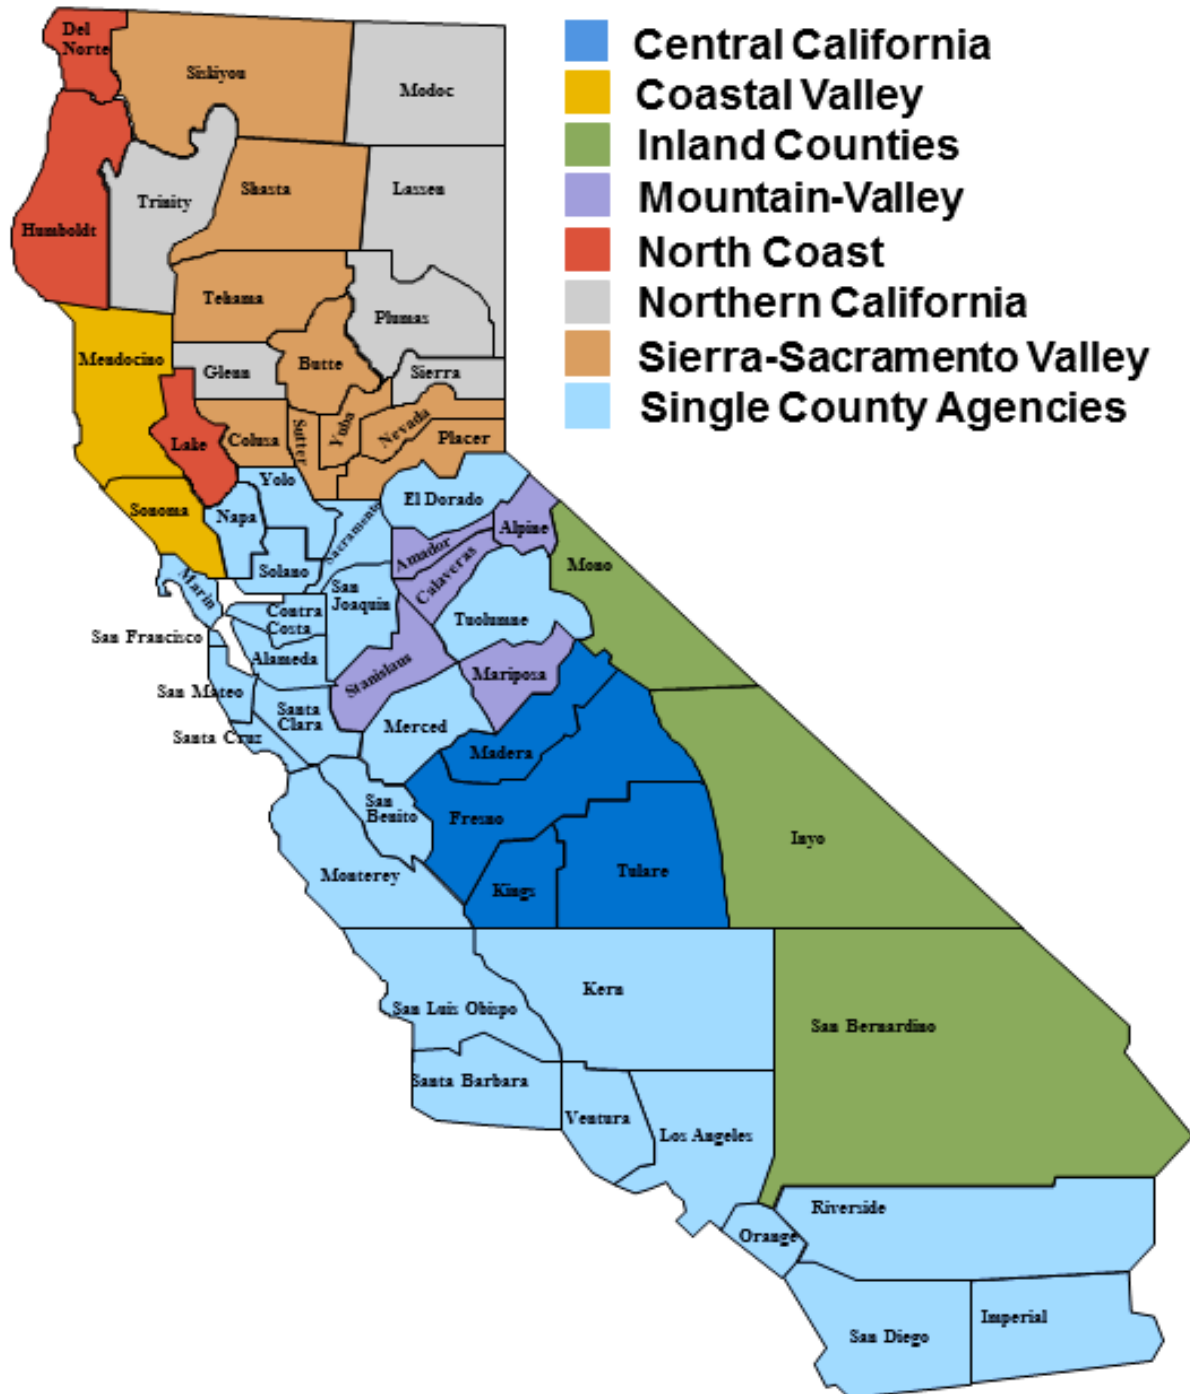 Central California
Coastal Valley
Inland Counties
Mountain-Valley
North Coast
Northern California
Sierra-Sacramento Valley
Single County Agencies
Del
Norte
Siskiyou
Modoc
Humboldt
Trinity
Shasta
Lassen
Tehama
Plumas
Mendocino
Glenn
Butte
Sierra
Lake
Colusa
Sutter
Yuba
Nevada
Placer
Sonoma
Napa
Yolo
Sacramento
El Dorado
Alpine
Marin
Solano
Amador
Calaveras
Mono
San Francisco
Contra
Costa
San
Joaquin
Tuolumne
Alameda
Stanislaus
Mariposa
San Mateo
Santa
Clara
Merced
Santa Cruz
Madera
San
Benito
Fresno
Inyo
Monterey
Kings
Tulare
San Luis Obispo
Kern
San Bernardino
Santa Barbara
Ventura
Los Angeles
Riverside
Orange
San Diego
Imperial